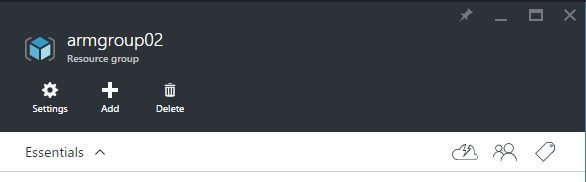 armgroup02
Resource group
Settings Add Delete
Essentials